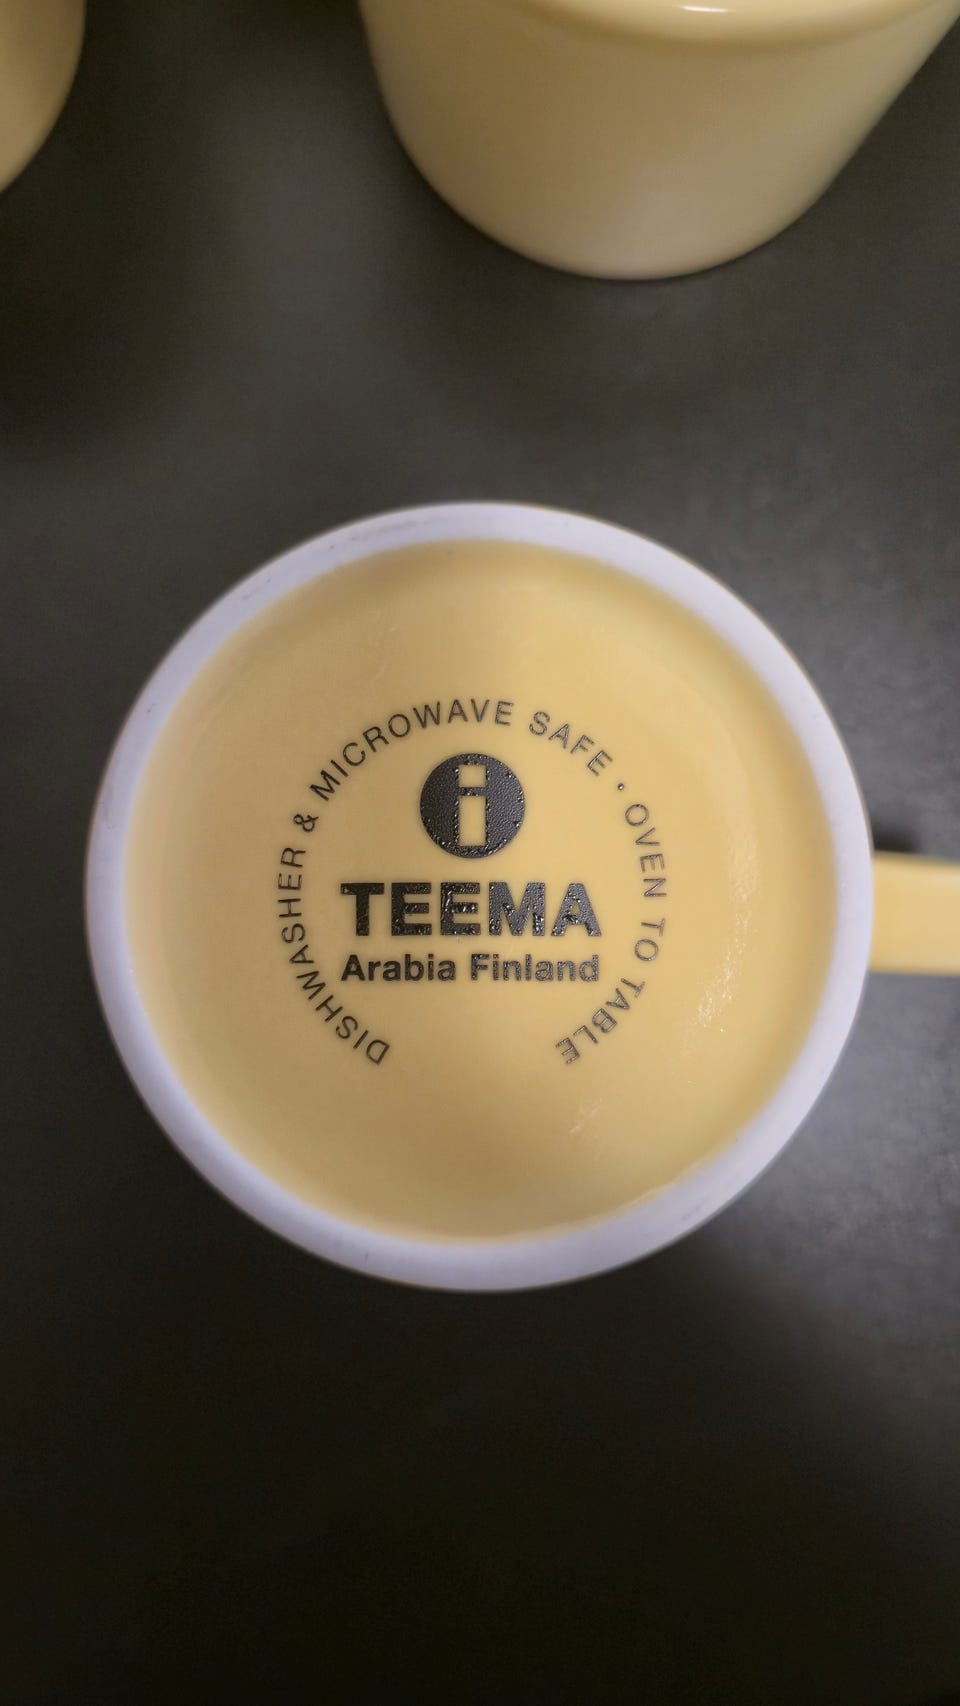 DISHWASHER & MICROWAVE SAFE · OVEN TO TABLE
i
TEEMA
Arabia Finland